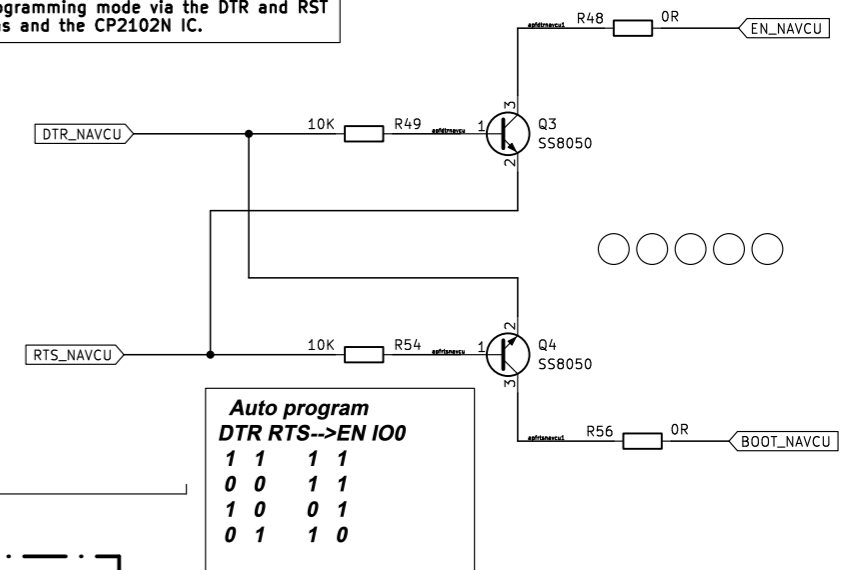 ogramming mode via the DTR and RST
s and the CP2102N IC.
R48 0R
EN_NAVCU
3
DTR_NAVCU
10K R49
1
Q3
SS8050
2
2
RTS_NAVCU
10K R54
1
Q4
SS8050
3
R56 0R
BOOT_NAVCU
Auto program
DTR RTS-->EN IO0
1 1 1 1
0 0 1 1
1 0 0 1
0 1 1 0